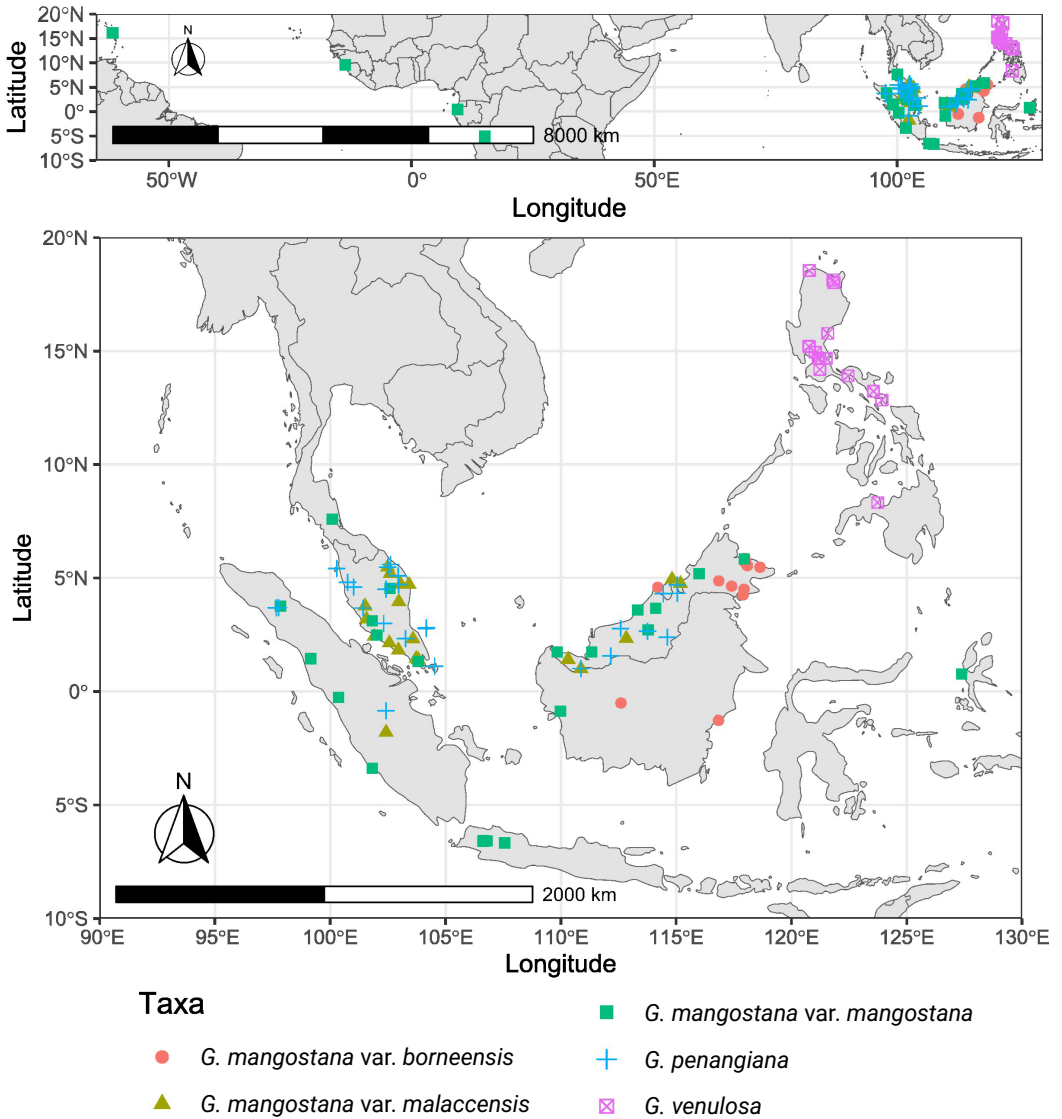 20°N
15°N
10°N
5°N
0°
5°S
10°S
Latitude
N
8000 km
50°W
0°
50°E
100°E
Longitude
20°N
15°N
10°N
5°N
0°
5°S
10°S
Latitude
N
2000 km
90°E
95°E
100°E
105°E
110°E
115°E
120°E
125°E
130°E
Longitude
Taxa
G. mangostana var. borneensis
G. mangostana var. malaccensis
G. mangostana var. mangostana
G. penangiana
G. venulosa